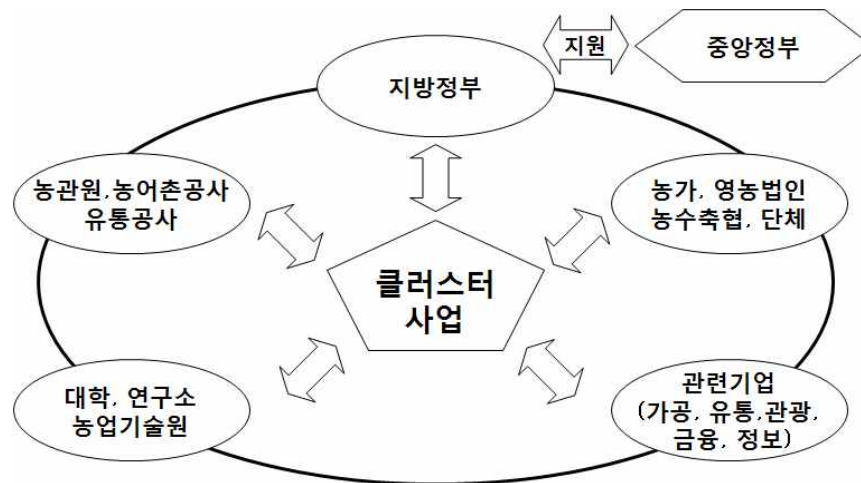 지원
중앙정부
지방정부
농관원,농어촌공사
유통공사
농가, 영농법인
농수축협, 단체
클러스터
사업
대학, 연구소
농업기술원
관련기업
(가공, 유통,관광,
금융, 정보)